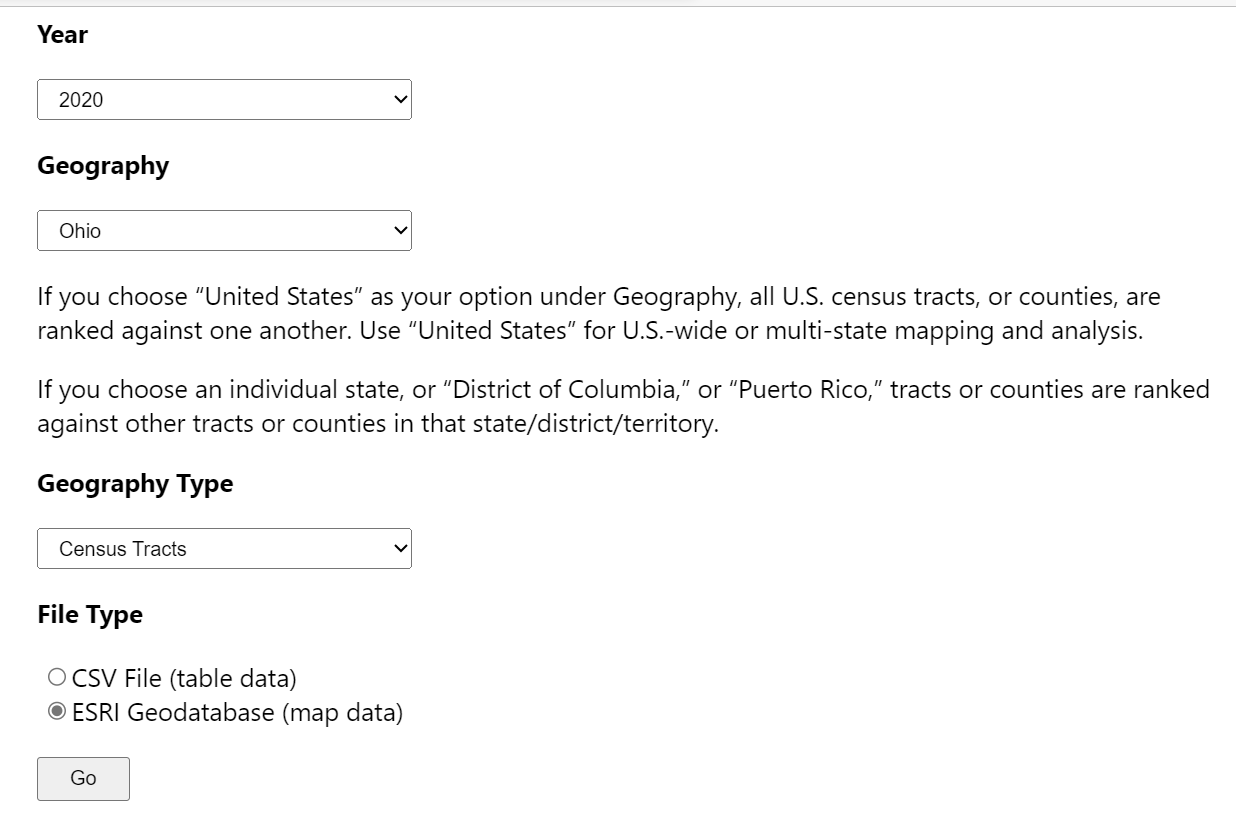 Year
2020
Geography
Ohio
If you choose “United States” as your option under Geography, all U.S. census tracts, or counties, are
ranked against one another. Use “United States” for U.S.-wide or multi-state mapping and analysis.
If you choose an individual state, or “District of Columbia,” or “Puerto Rico,” tracts or counties are ranked
against other tracts or counties in that state/district/territory.
Geography Type
Census Tracts
File Type
CSV File (table data)
ESRI Geodatabase (map data)
Go